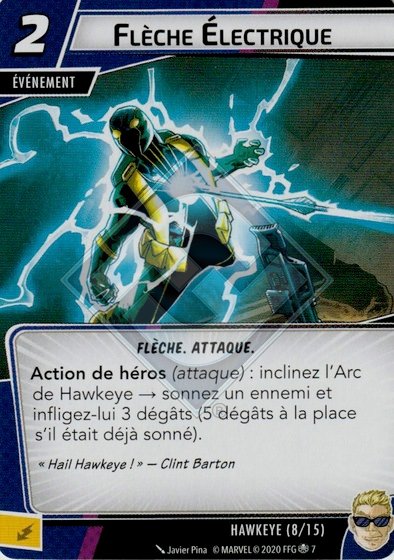 2
FLÈCHE ÉLECTRIQUE
ÉVÉNEMENT
FLÈCHE. ATTAQUE.
Action de héros (attaque) : inclinez l'Arc
de Hawkeye → sonnez un ennemi et
infligez-lui 3 dégâts (5 dégâts à la place
s'il était déjà sonné).
« Hail Hawkeye ! » — Clint Barton
HAWKEYE (8/15)
Javier Pina © MARVEL © 2020 FFG 7